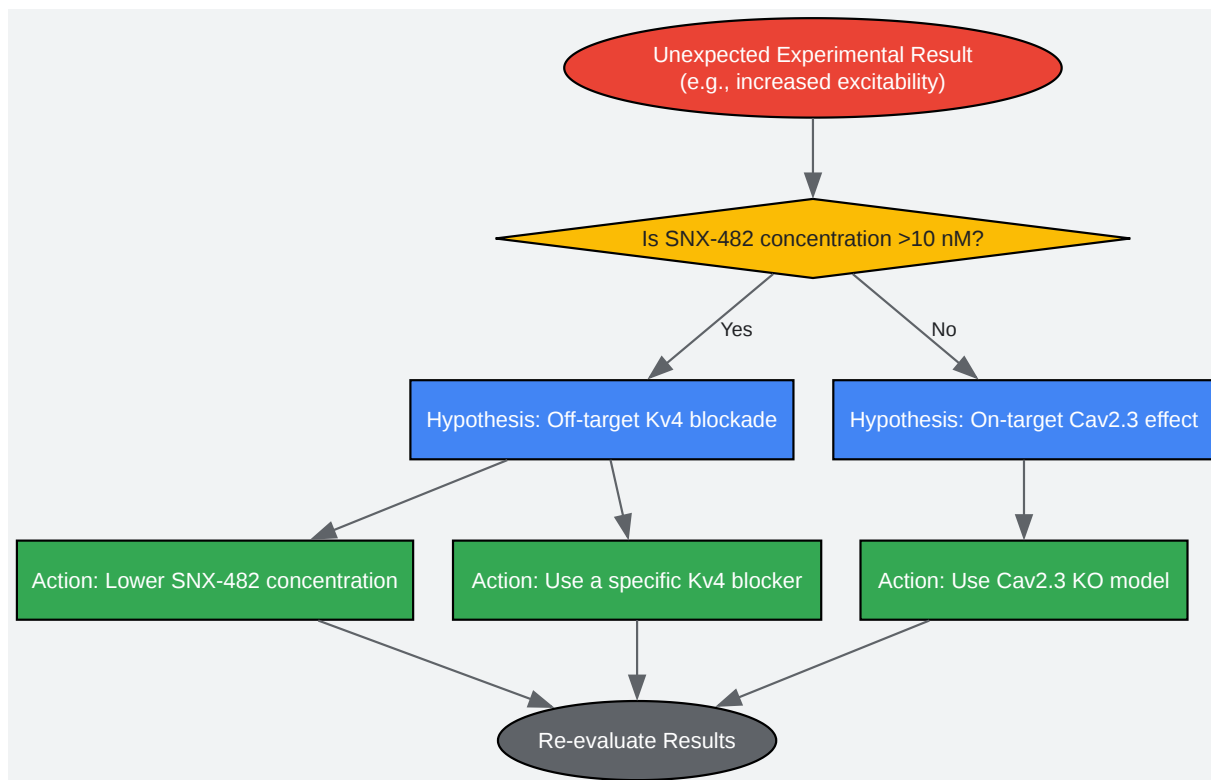 Unexpected Experimental Result
(e.g., increased excitability)
Is SNX-482 concentration >10 nM?
Yes
No
Hypothesis: Off-target Kv4 blockade
Hypothesis: On-target Cav2.3 effect
Action: Lower SNX-482 concentration
Action: Use a specific Kv4 blocker
Action: Use Cav2.3 KO model
Re-evaluate Results